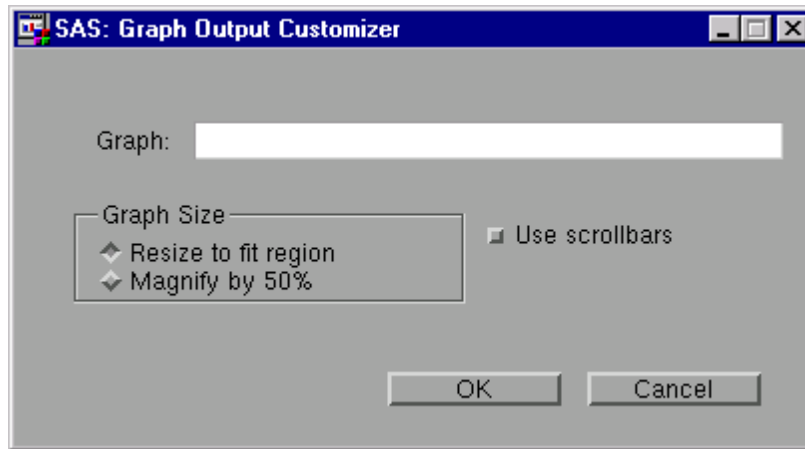 SAS: Graph Output Customizer
Graph:
Graph Size
Resize to fit region
Magnify by 50%
Use scrollbars
OK
Cancel